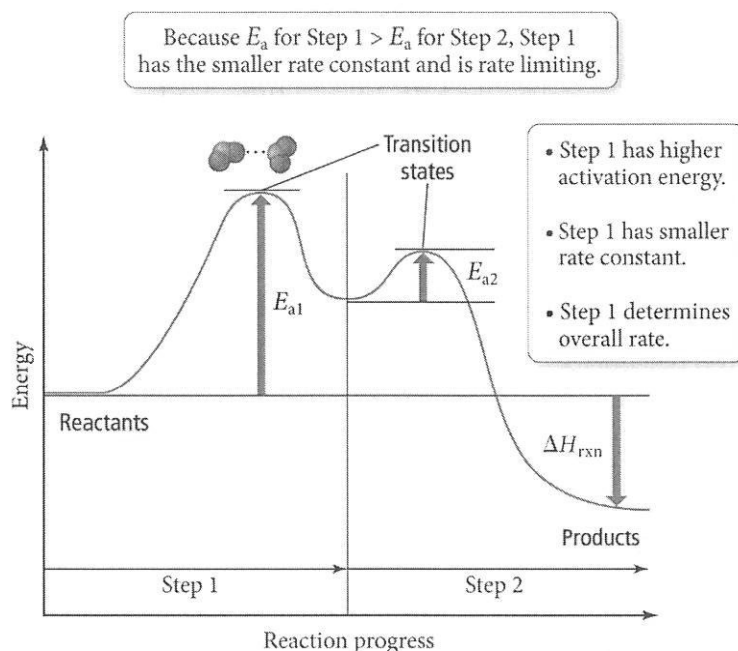 Because Ea for Step 1 > Ea for Step 2, Step 1
has the smaller rate constant and is rate limiting.
Transition
states
• Step 1 has higher
activation energy.
• Step 1 has smaller
rate constant.
• Step 1 determines
overall rate.
Ea1
Ea2
Energy
Reactants
ΔHrxn
Products
Step 1
Step 2
Reaction progress